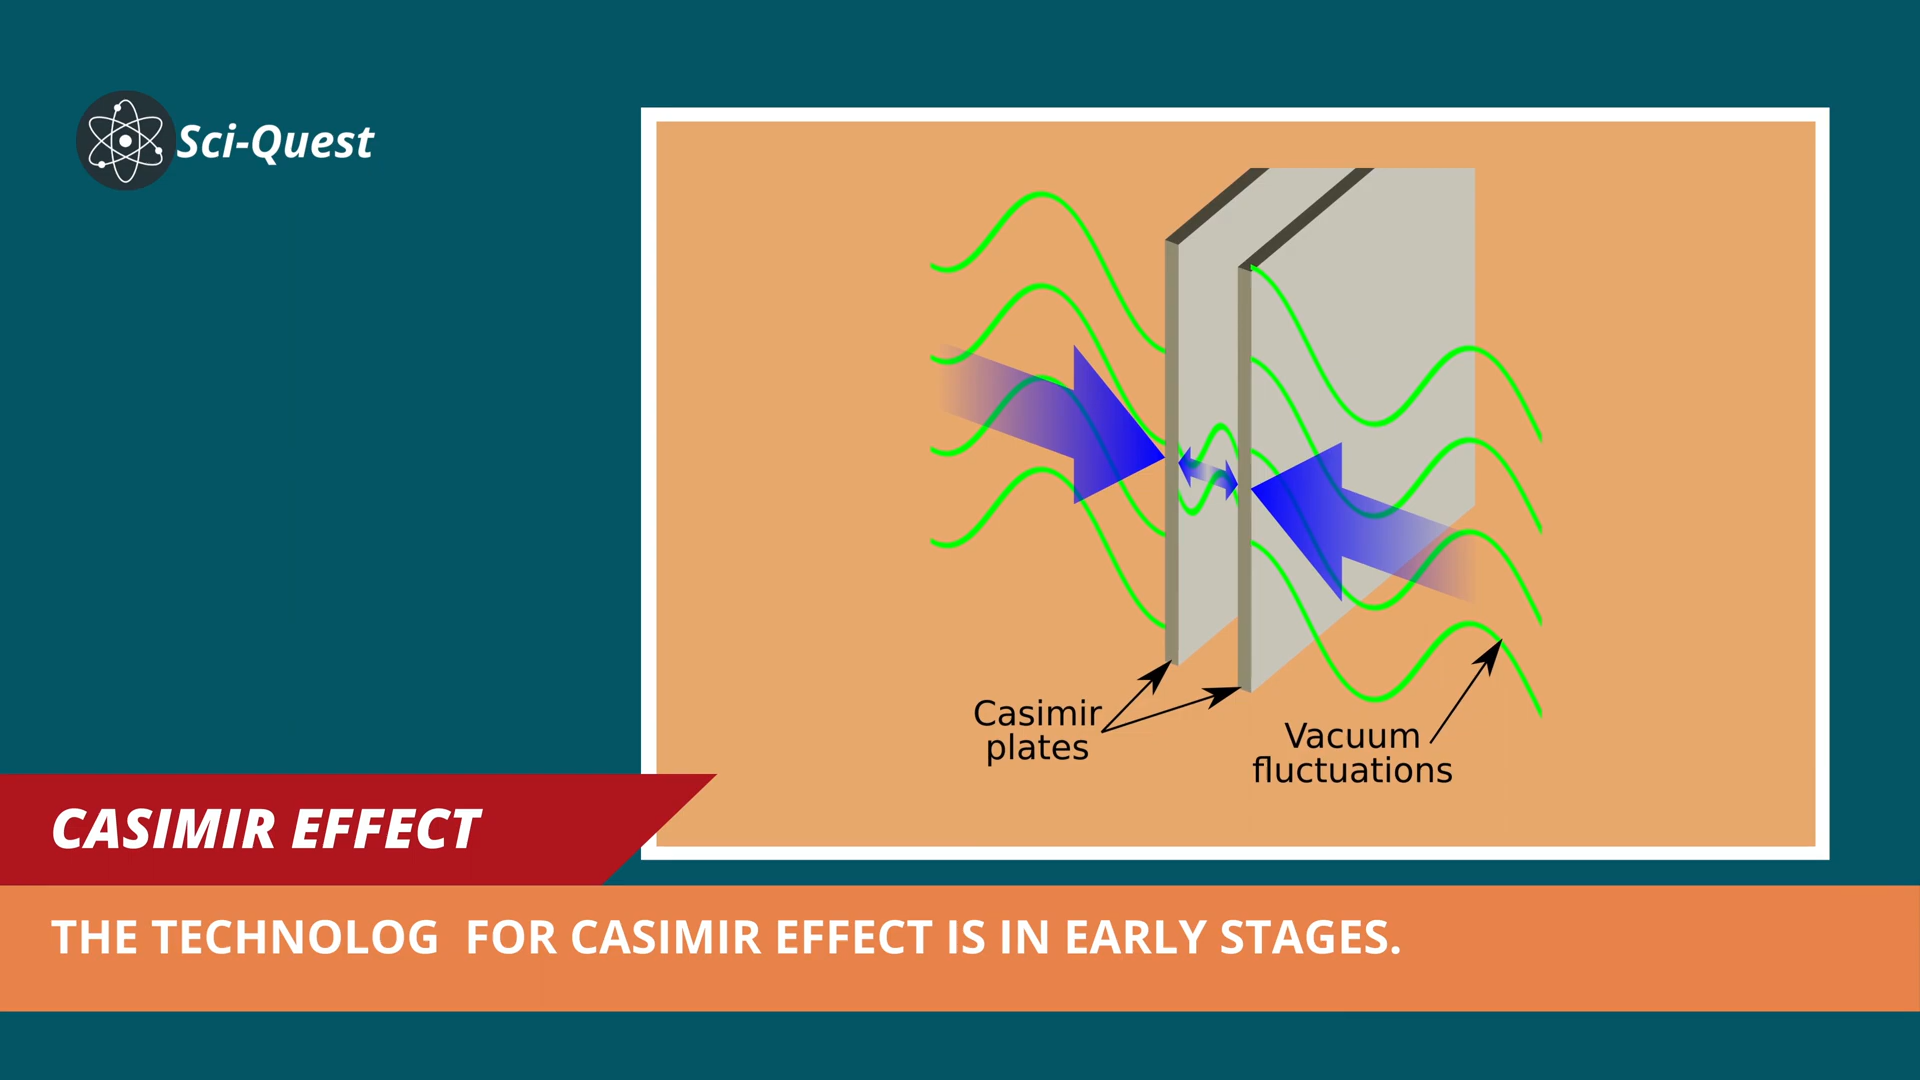 Sci-Quest
Casimir
plates
Vacuum
fluctuations
CASIMIR EFFECT
THE TECHNOLOG  FOR CASIMIR EFFECT IS IN EARLY STAGES.